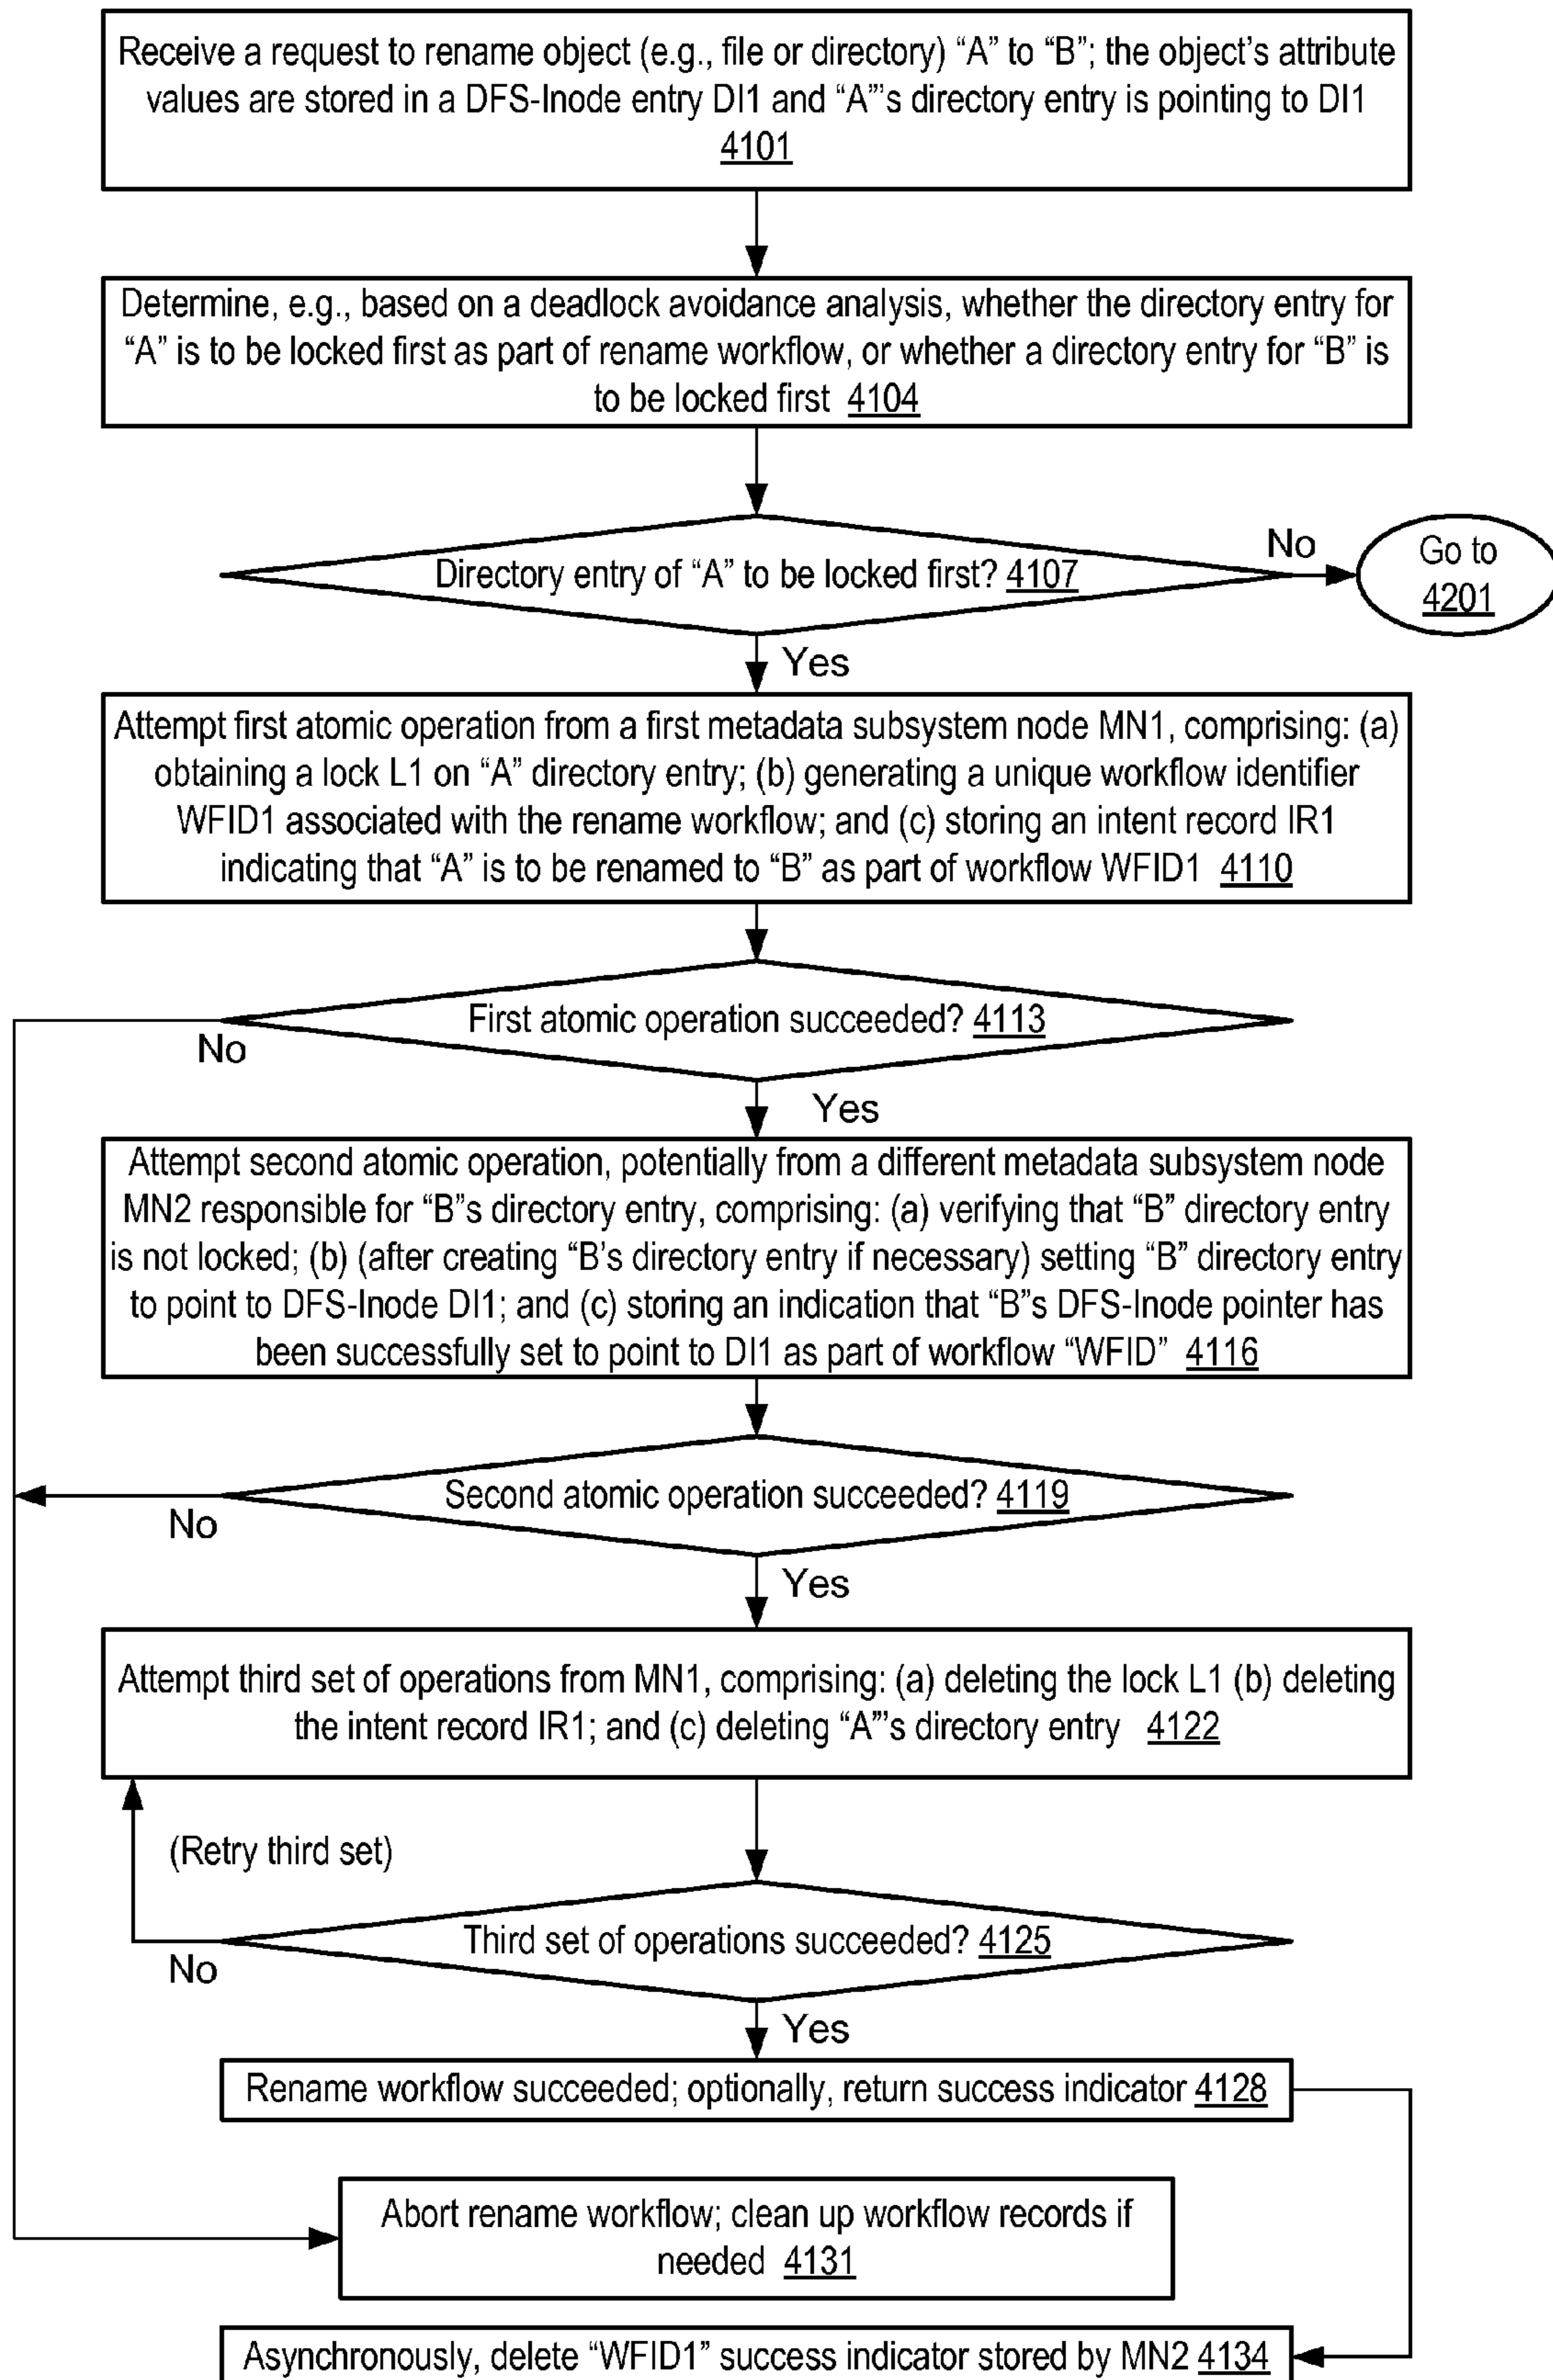 Receive a request to rename object (e.g., file or directory) “A” to “B”; the object’s attribute
values are stored in a DFS-Inode entry DI1 and “A”’s directory entry is pointing to DI1
4101
Determine, e.g., based on a deadlock avoidance analysis, whether the directory entry for
“A” is to be locked first as part of rename workflow, or whether a directory entry for “B” is
to be locked first 4104
Directory entry of “A” to be locked first? 4107
No
Go to
4201
Yes
Attempt first atomic operation from a first metadata subsystem node MN1, comprising: (a)
obtaining a lock L1 on “A” directory entry; (b) generating a unique workflow identifier
WFID1 associated with the rename workflow; and (c) storing an intent record IR1
indicating that “A” is to be renamed to “B” as part of workflow WFID1 4110
First atomic operation succeeded? 4113
No
Yes
Attempt second atomic operation, potentially from a different metadata subsystem node
MN2 responsible for “B”s directory entry, comprising: (a) verifying that “B” directory entry
is not locked; (b) (after creating “B’s directory entry if necessary) setting “B” directory entry
to point to DFS-Inode DI1; and (c) storing an indication that “B”s DFS-Inode pointer has
been successfully set to point to DI1 as part of workflow “WFID” 4116
Second atomic operation succeeded? 4119
No
Yes
Attempt third set of operations from MN1, comprising: (a) deleting the lock L1 (b) deleting
the intent record IR1; and (c) deleting “A”’s directory entry 4122
(Retry third set)
Third set of operations succeeded? 4125
No
Yes
Rename workflow succeeded; optionally, return success indicator 4128
Abort rename workflow; clean up workflow records if
needed 4131
Asynchronously, delete “WFID1” success indicator stored by MN2 4134